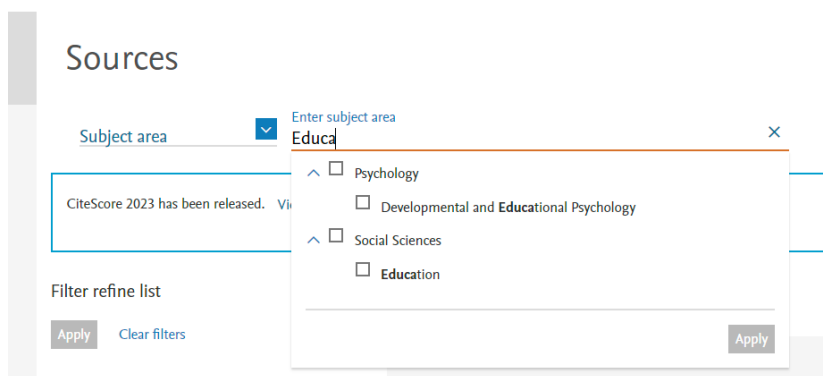 Sources
Subject area
Enter subject area
Educa
Psychology
Developmental and Educational Psychology
Social Sciences
Education
Apply
CiteScore 2023 has been released. Vi
Filter refine list
Apply Clear filters